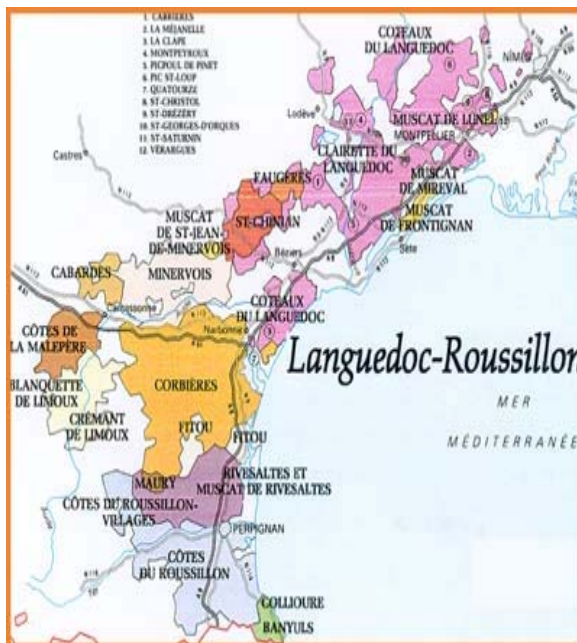 1. CABRIÈRES
2. LA MÉJANELLE
3. LA CLAPE
4. MONTPEYROUX
5. PICPOUL DE PINET
6. PIC ST-LOUP
7. QUATOURZE
8. ST-CHRISTOL
9. ST-DRÉZÉRY
10. ST-GEORGES-D'ORQUES
11. ST-SATURNIN
12. VÉRARGUES
COTEAUX
DU LANGUEDOC
NÎMES
Lodève
MUSCAT DE LUNEL
MONTPELLIER
CLAIRETTE DU
LANGUEDOC
Castres
FAUGÈRES
MUSCAT
DE MIREVAL
MUSCAT
DE FRONTIGNAN
MUSCAT
DE ST-JEAN-
DE-MINERVOIS
ST-CHINIAN
Béziers
Sète
CABARDÈS
MINERVOIS
Carcassonne
COTEAUX
DU LANGUEDOC
Narbonne
CÔTES DE
LA MALEPÈRE
Languedoc-Roussillon
BLANQUETTE
DE LIMOUX
CORBIÈRES
MER
MÉDITERRANÉE
CRÉMANT
DE LIMOUX
FITOU
FITOU
MAURY
RIVESALTES ET
MUSCAT DE RIVESALTES
CÔTES DU ROUSSILLON-
VILLAGES
PERPIGNAN
CÔTES
DU ROUSSILLON
COLLIOURE
BANYULS